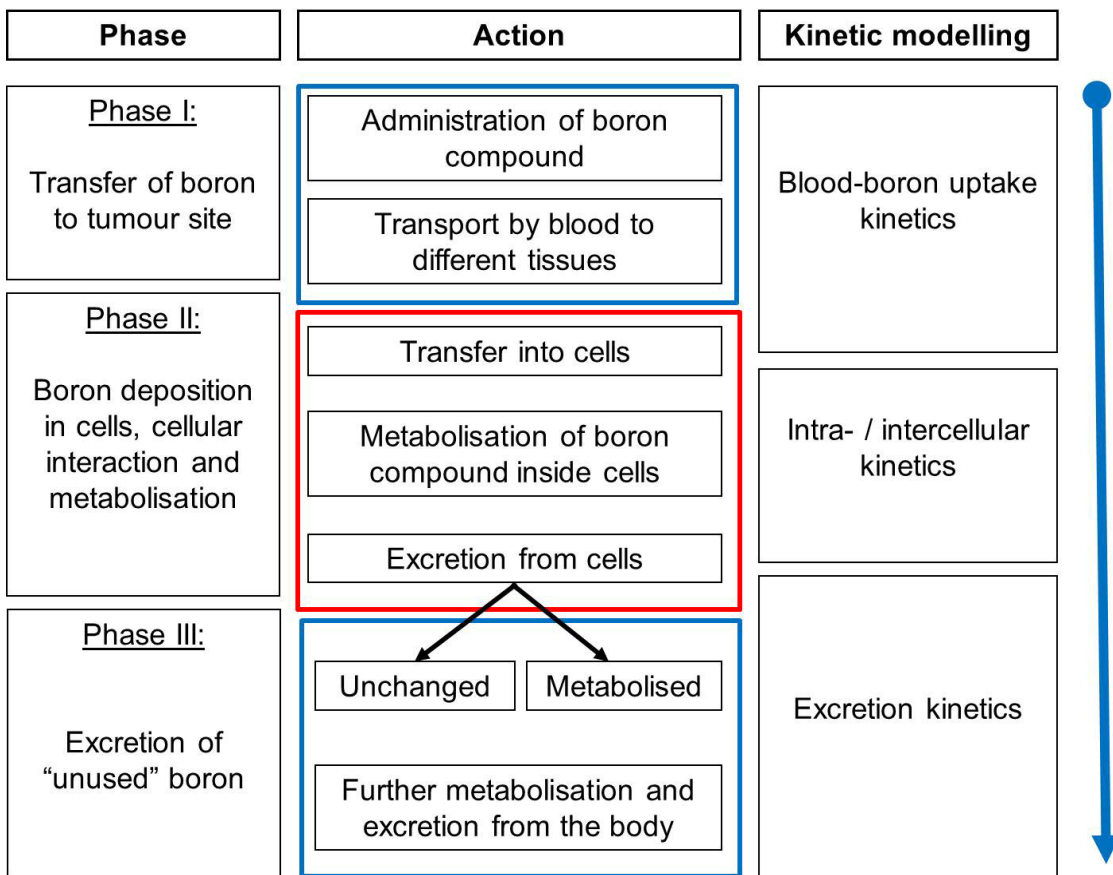 Phase
Action
Kinetic modelling
Phase I:
Transfer of boron
to tumour site
Administration of boron
compound
Transport by blood to
different tissues
Blood-boron uptake
kinetics
Phase II:
Boron deposition
in cells, cellular
interaction and
metabolisation
Transfer into cells
Metabolisation of boron
compound inside cells
Excretion from cells
Intra- / intercellular
kinetics
Phase III:
Excretion of
“unused” boron
Unchanged
Metabolised
Further metabolisation and
excretion from the body
Excretion kinetics